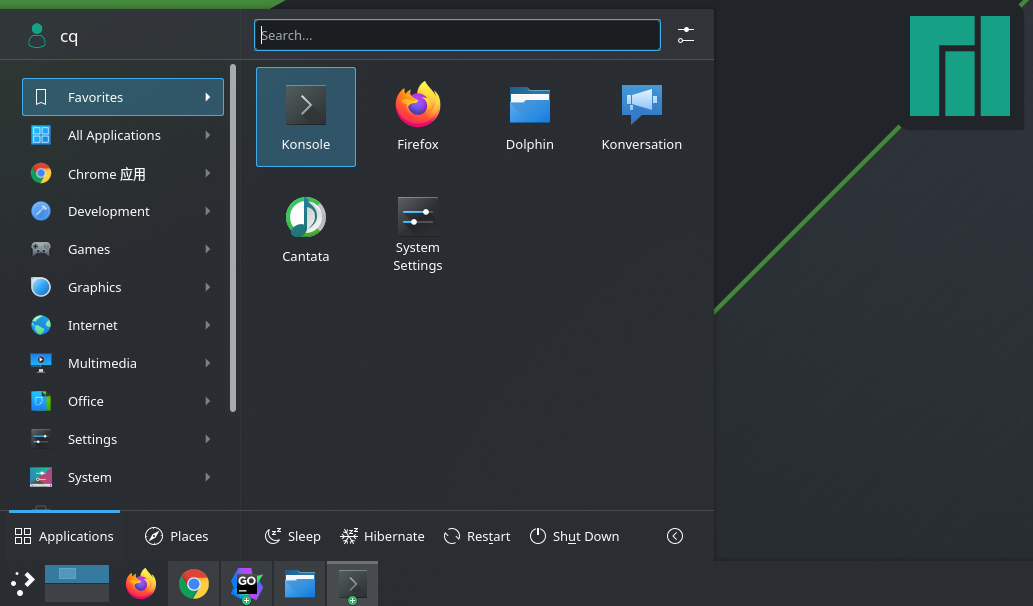 cq
Search...
Favorites
All Applications
Chrome 应用
Development
Games
Graphics
Internet
Multimedia
Office
Settings
System
Konsole
Firefox
Dolphin
Konversation
Cantata
System
Settings
Applications
Places
Sleep
Hibernate
Restart
Shut Down
GO